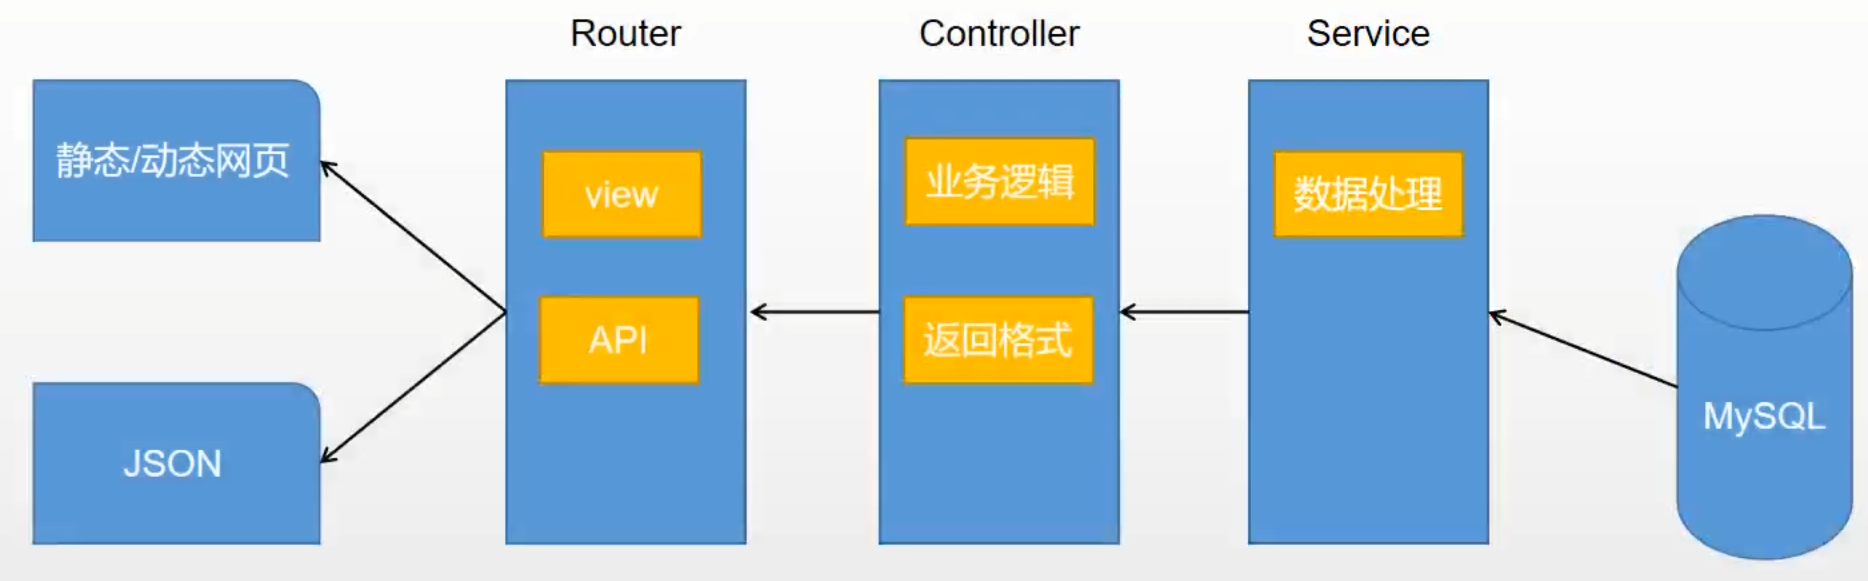 Router
Controller
Service
静态/动态网页
view
业务逻辑
数据处理
API
返回格式
JSON
MySQL